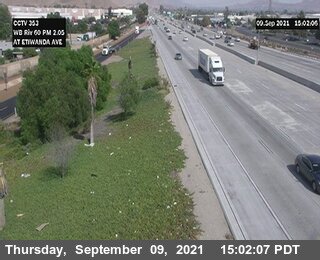 CCTV 353
WB Riv 60 PM 2.05
AT ETIWANDA AVE
09.Sep 2021 15:02:06
Thursday, September 09, 2021 15:02:07 PDT